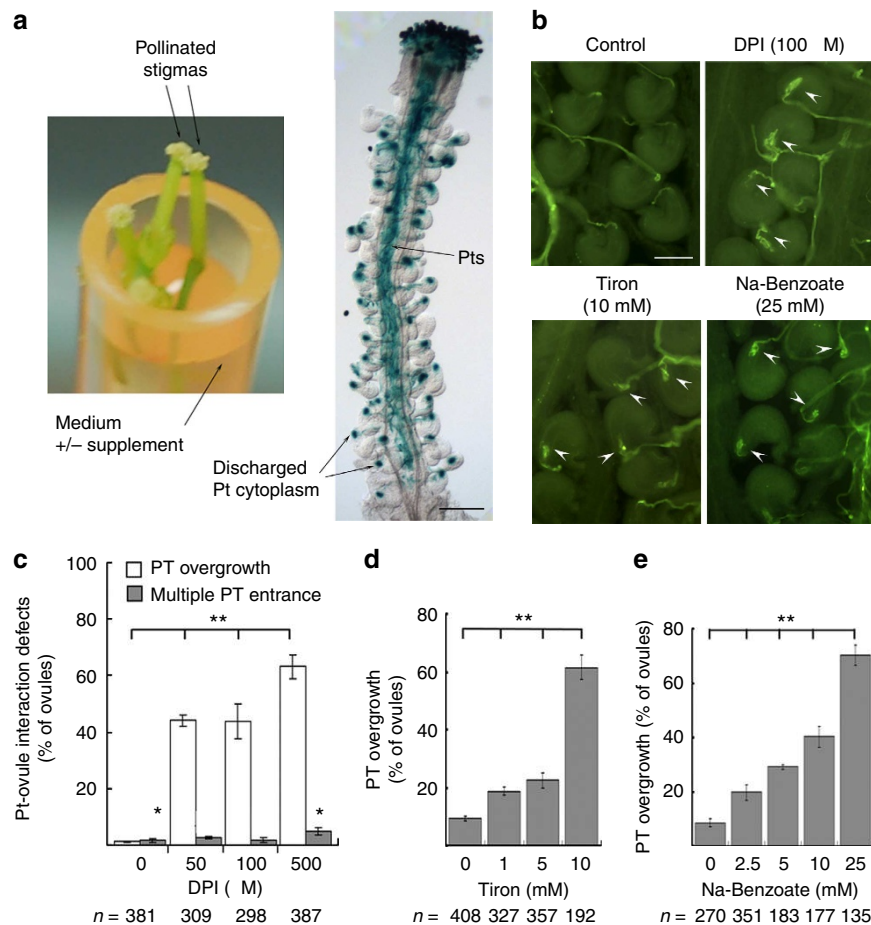 a
Pollinated
stigmas
Pts
Medium
+/− supplement
Discharged
Pt cytoplasm
b
Control
DPI (100 M)
Tiron
(10 mM)
Na-Benzoate
(25 mM)
c
Pt-ovule interaction defects
(% of ovules)
100
80
60
40
20
PT overgrowth
Multiple PT entrance
**
*
*
0 50 100 500
DPI ( M)
n = 381 309 298 387
d
PT overgrowth
(% of ovules)
80
60
40
20
**
0 1 5 10
Tiron (mM)
n = 408 327 357 192
e
PT overgrowth (% of ovules)
80
60
40
20
**
0 2.5 5 10 25
Na-Benzoate (mM)
n = 270 351 183 177 135